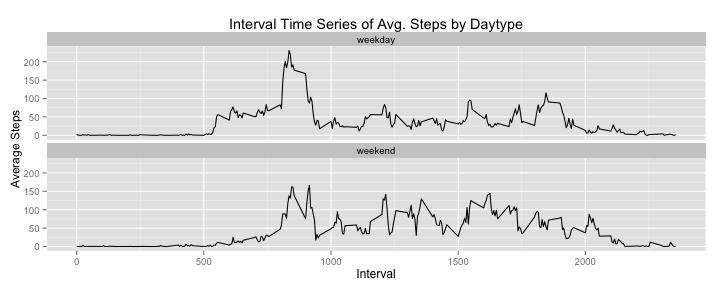 Interval Time Series of Avg. Steps by Daytype
weekday
200
150
100
50
0
Average Steps
weekend
200
150
100
50
0
0 500 1000 1500 2000
Interval